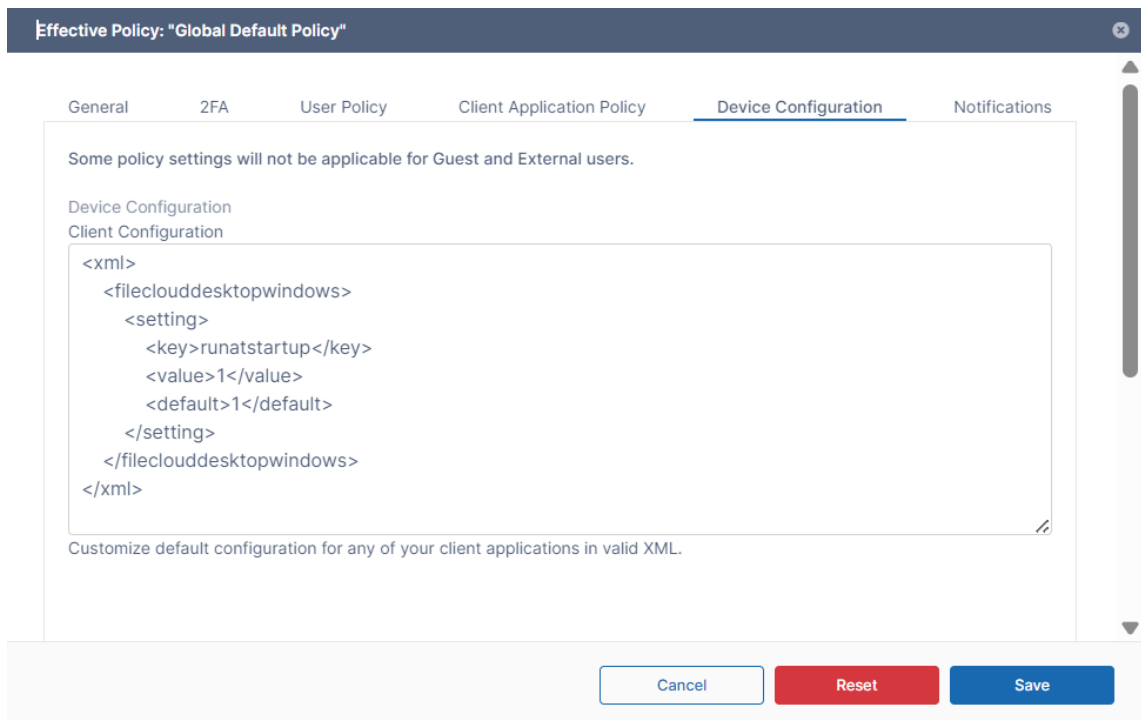 Effective Policy: "Global Default Policy"
General 2FA User Policy Client Application Policy Device Configuration Notifications
Some policy settings will not be applicable for Guest and External users.
Device Configuration
Client Configuration
<xml>
<fileclouddesktopwindows>
<setting>
<key>runatstartup</key>
<value>1</value>
<default>1</default>
</setting>
</fileclouddesktopwindows>
</xml>
Customize default configuration for any of your client applications in valid XML.
Cancel Reset Save